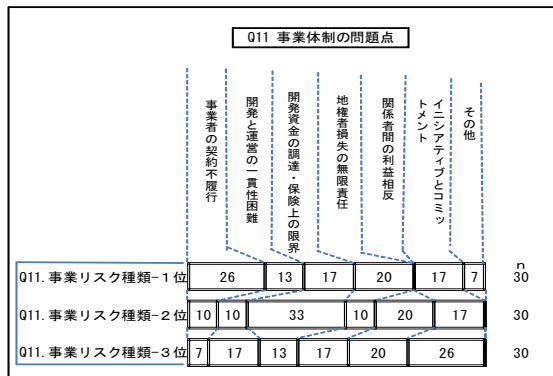 Q11 事業体制の問題点
事業者の契約不履行
開発と運営の一貫性困難
開発資金の調達・保険上の限界
地権者損失の無限責任
関係者間の利益相反
イニシアティブとコミッ
トメント
その他
n
Q11.事業リスク種類-1位 26 13 17 20 17 7 30
Q11.事業リスク種類-2位 10 10 33 10 20 17 30
Q11.事業リスク種類-3位 7 17 13 17 20 26 30